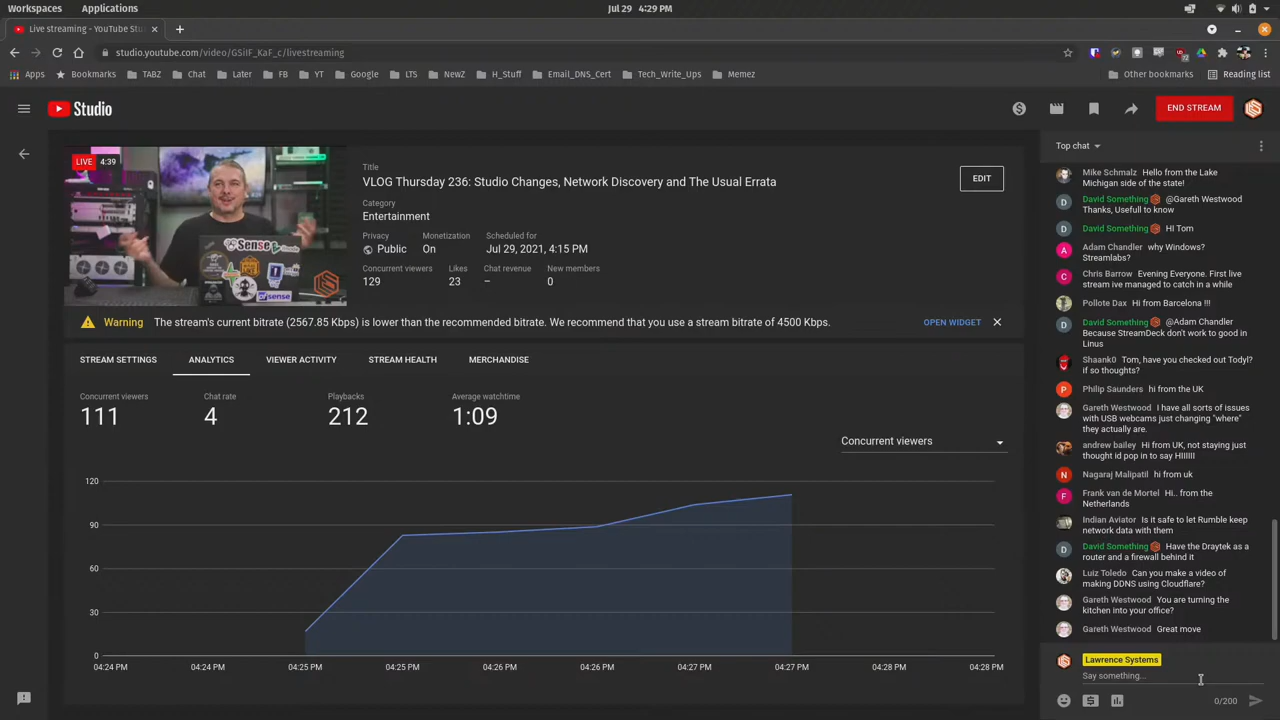 Workspaces Applications Jul 29 4:29 PM
Live streaming - YouTube Stu
studio.youtube.com/video/GSiIF_KaF_c/livestreaming
Apps Bookmarks TABZ Chat Later FB YT Google LTS NewZ H_Stuff Email_DNS_Cert Tech_Write_Ups Memez Other bookmarks Reading list
Studio END STREAM
LIVE 4:39
Title
VLOG Thursday 236: Studio Changes, Network Discovery and The Usual Errata
EDIT
Category
Entertainment
Privacy Monetization Scheduled for
Public On Jul 29, 2021, 4:15 PM
Concurrent viewers Likes Chat revenue New members
129 23 – 0
Warning The stream's current bitrate (2567.85 Kbps) is lower than the recommended bitrate. We recommend that you use a stream bitrate of 4500 Kbps. OPEN WIDGET
STREAM SETTINGS ANALYTICS VIEWER ACTIVITY STREAM HEALTH MERCHANDISE
Concurrent viewers Chat rate Playbacks Average watchtime
111 4 212 1:09
Concurrent viewers
120
90
60
30
0
04:24 PM 04:24 PM 04:25 PM 04:25 PM 04:26 PM 04:26 PM 04:27 PM 04:27 PM 04:28 PM 04:28 PM
Top chat
Mike Schmalz Hello from the Lake
Michigan side of the state!
D David Something @Gareth Westwood
Thanks, Usefull to know
D David Something HI Tom
A Adam Chandler why Windows?
Streamlabs?
C Chris Barrow Evening Everyone. First live
stream ive managed to catch in a while
Pollote Dax Hi from Barcelona !!!
D David Something @Adam Chandler
Because StreamDeck don't work to good in
Linus
Shaank0 Tom, have you checked out Todyl?
if so thoughts?
P Philip Saunders hi from the UK
Gareth Westwood I have all sorts of issues
with USB webcams just changing "where"
they actually are.
andrew bailey Hi from UK, not staying just
thought id pop in to say HIIIIII
N Nagaraj Malipatil hi from uk
F Frank van de Mortel Hi.. from the
Netherlands
Indian Aviator Is it safe to let Rumble keep
network data with them
D David Something Have the Draytek as a
router and a firewall behind it
Luiz Toledo Can you make a video of
making DDNS using Cloudflare?
Gareth Westwood You are turning the
kitchen into your office?
Gareth Westwood Great move
Lawrence Systems
Say something...
0/200